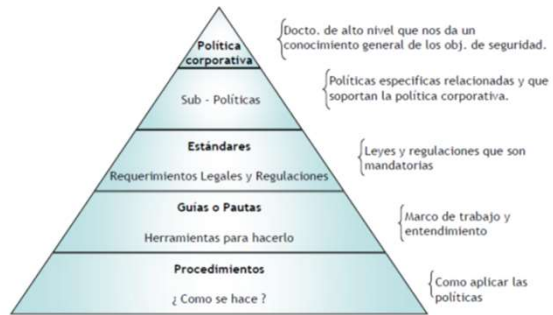 Política
corporativa
Docto. de alto nivel que nos da un
conocimiento general de los obj. de seguridad.
Sub - Políticas
Políticas especificas relacionadas y que
soportan la política corporativa.
Estándares
Requerimientos Legales y Regulaciones
Leyes y regulaciones que son
mandatorias
Guías o Pautas
Herramientas para hacerlo
Marco de trabajo y
entendimiento
Procedimientos
¿ Como se hace ?
Como aplicar las
políticas